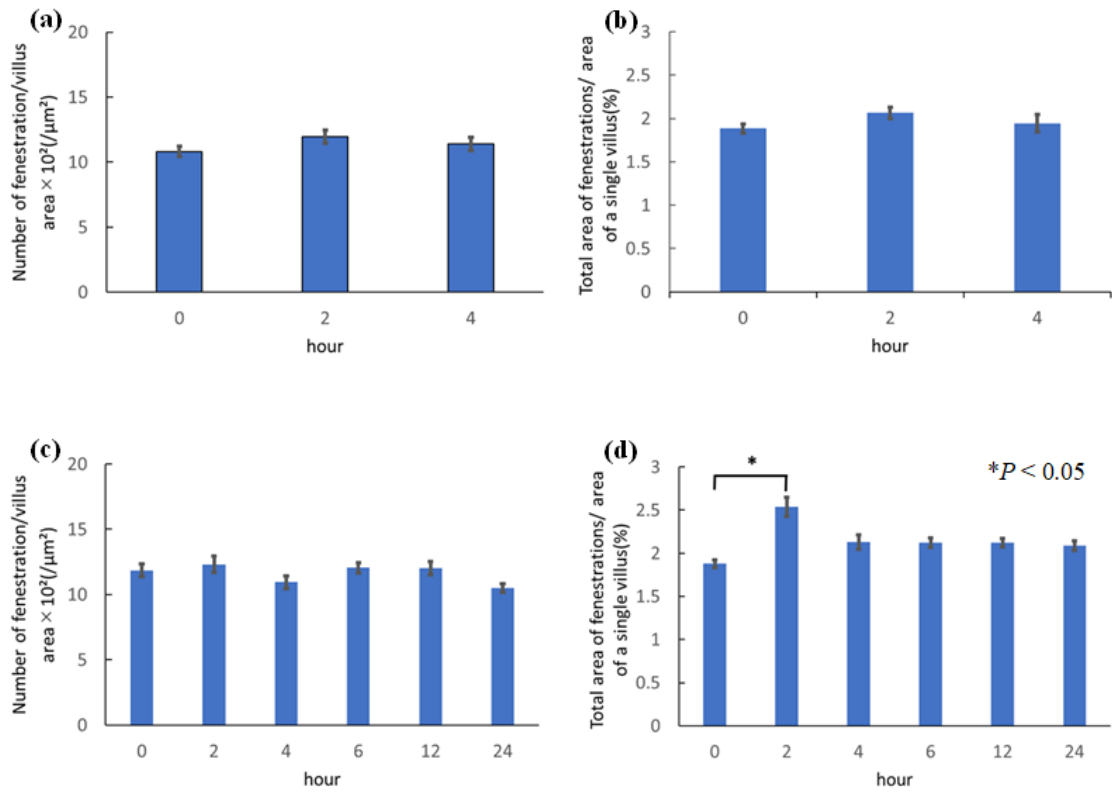 (a)
Number of fenestration/villus
area × 10²(/μm²)
20
15
10
5
0
0 2 4
hour
(b)
Total area of fenestrations/ area
of a single villus(%)
3
2.5
2
1.5
1
0.5
0
0 2 4
hour
(c)
Number of fenestration/villus
area × 10²(/μm²)
20
15
10
5
0
0 2 4 6 12 24
hour
(d)
Total area of fenestrations/ area
of a single villus(%)
3
2.5
2
1.5
1
0.5
0
*
*P < 0.05
0 2 4 6 12 24
hour